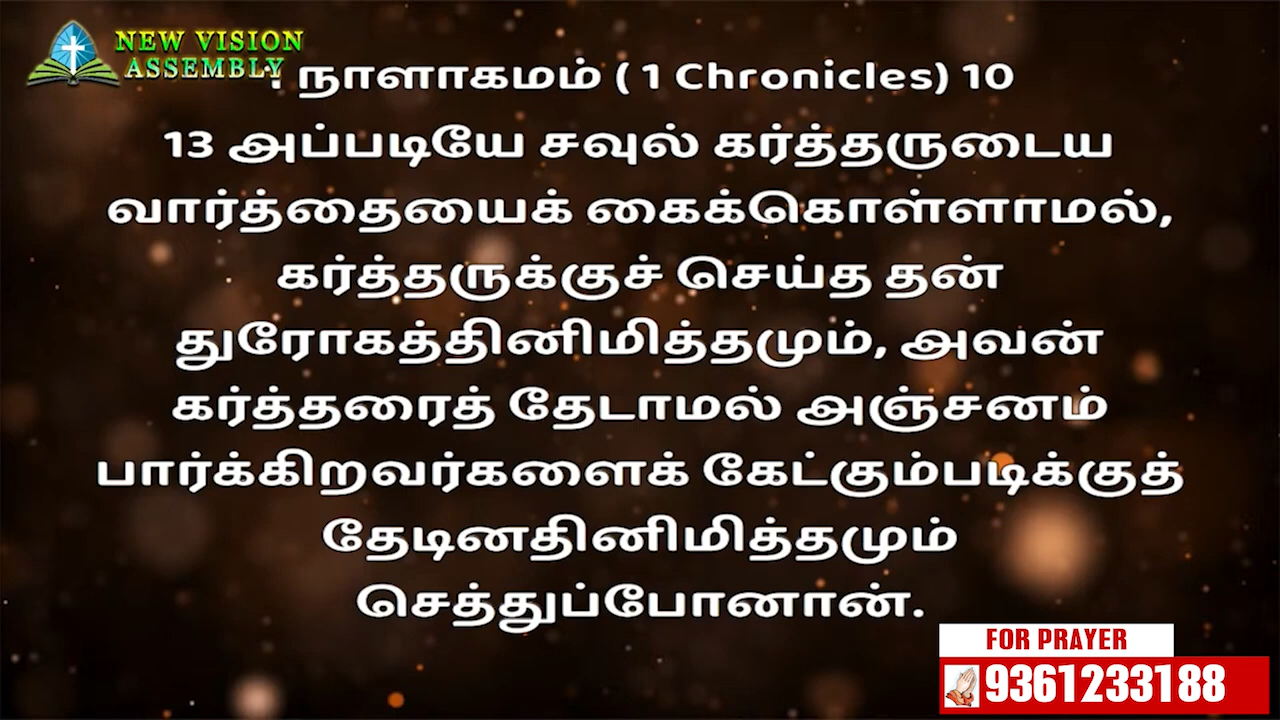 NEW VISION
ASSEMBLY
நாளாகமம் ( 1 Chronicles) 10
13 அப்படியே சவுல் கர்த்தருடைய
வார்த்தையைக் கைக்கொள்ளாமல்,
கர்த்தருக்குச் செய்த தன்
துரோகத்தினிமித்தமும், அவன்
கர்த்தரைத் தேடாமல் அஞ்சனம்
பார்க்கிறவர்களைக் கேட்கும்படிக்குத்
தேடினதினிமித்தமும்
செத்துப்போனான்.
FOR PRAYER
9361233188